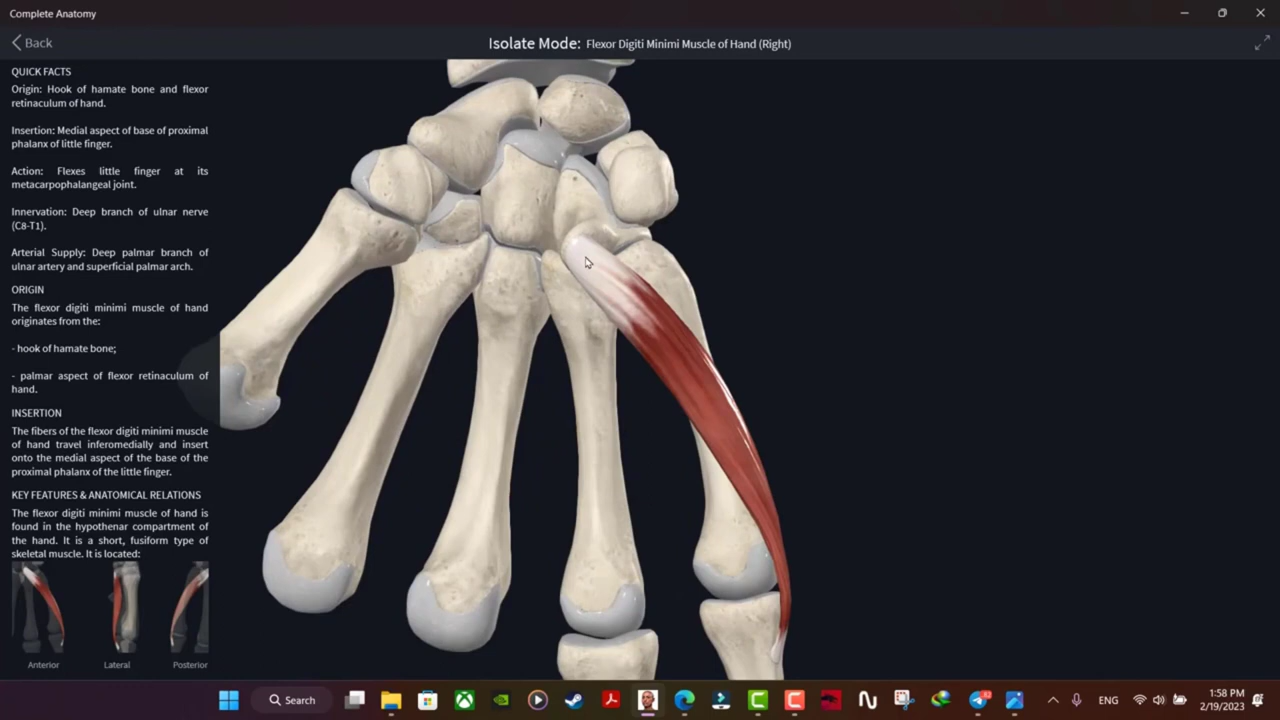 Complete Anatomy
Back
Isolate Mode: Flexor Digiti Minimi Muscle of Hand (Right)
QUICK FACTS
Origin: Hook of hamate bone and flexor
retinaculum of hand.
Insertion: Medial aspect of base of proximal
phalanx of little finger.
Action: Flexes little finger at its
metacarpophalangeal joint.
Innervation: Deep branch of ulnar nerve
(C8-T1).
Arterial Supply: Deep palmar branch of
ulnar artery and superficial palmar arch.
ORIGIN
The flexor digiti minimi muscle of hand
originates from the:
- hook of hamate bone;
- palmar aspect of flexor retinaculum of
hand.
INSERTION
The fibers of the flexor digiti minimi muscle
of hand travel inferomedially and insert
onto the medial aspect of the base of the
proximal phalanx of the little finger.
KEY FEATURES & ANATOMICAL RELATIONS
The flexor digiti minimi muscle of hand is
found in the hypothenar compartment of
the hand. It is a short, fusiform type of
skeletal muscle. It is located:
Anterior Lateral Posterior
Search
ENG
1:58 PM
2/19/2023